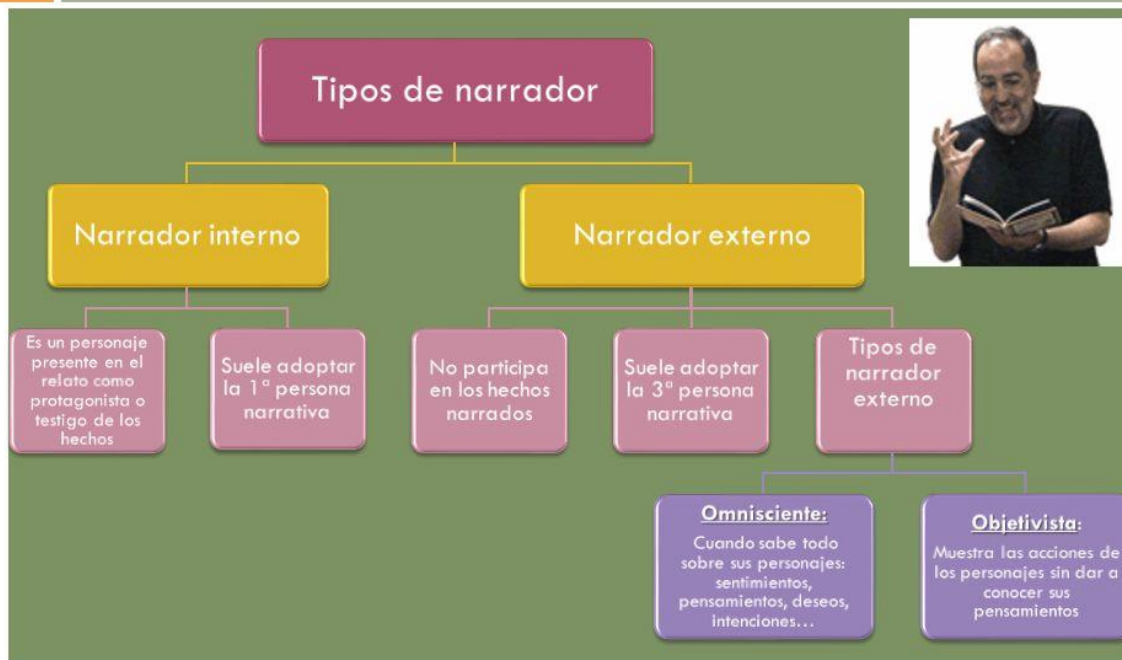 Tipos de narrador
Narrador interno
Narrador externo
Es un personaje
presente en el
relato como
protagonista o
testigo de los
hechos
Suele adoptar
la 1ª persona
narrativa
No participa
en los hechos
narrados
Suele adoptar
la 3ª persona
narrativa
Tipos de
narrador
externo
Omnisciente:
Cuando sabe todo
sobre sus personajes:
sentimientos,
pensamientos, deseos,
intenciones…
Objetivista:
Muestra las acciones de
los personajes sin dar a
conocer sus
pensamientos